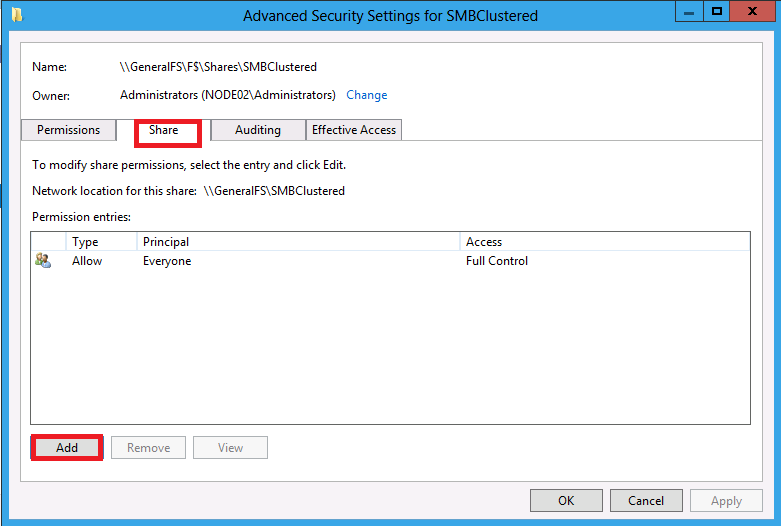 Advanced Security Settings for SMBClustered
Name: \\GeneralFS\F$\Shares\SMBClustered
Owner: Administrators (NODE02\Administrators) Change
Permissions Share Auditing Effective Access
To modify share permissions, select the entry and click Edit.
Network location for this share: \\GeneralFS\SMBClustered
Permission entries:
Type Principal Access
Allow Everyone Full Control
Add Remove View
OK Cancel Apply